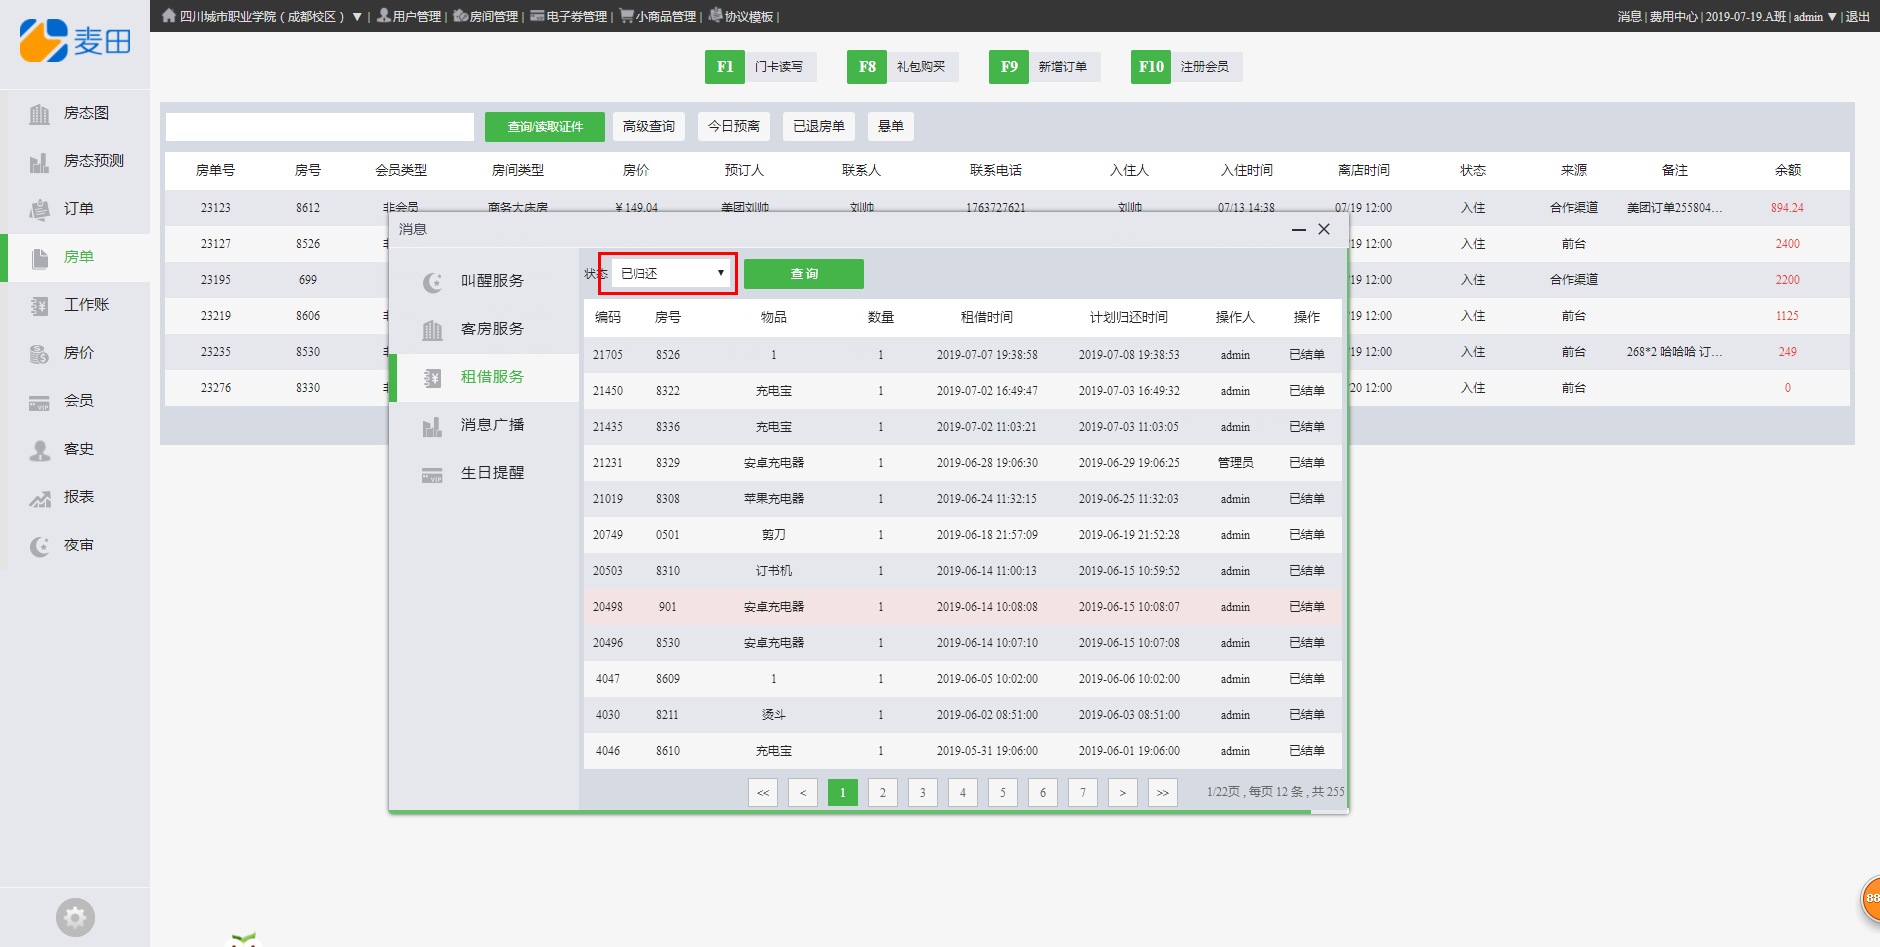 四川城市职业学院（成都校区）▼ | 用户管理 | 房间管理 | 电子券管理 | 小商品管理 | 协议模板 |
消息 | 费用中心 | 2019-07-19.A班 | admin ▼ | 退出
麦田
F1 门卡读写 F8 礼包购买 F9 新增订单 F10 注册会员
房态图
房态预测
订单
房单
工作账
房价
会员
客史
报表
夜审
查询/读取证件 高级查询 今日预离 已退房单 悬单
房单号 房号 会员类型 房间类型 房价 预订人 联系人 联系电话 入住人 入住时间 离店时间 状态 来源 备注 余额
23123 8612 非会员 商务大床房 ¥ 149.04 美团刘帅 刘帅 1763727621 刘帅 07/13 14:38 07/19 12:00 入住 合作渠道 美团订单255804... 894.24
23127 8526 /19 12:00 入住 前台 2400
23195 699 /19 12:00 入住 合作渠道 2200
23219 8606 /19 12:00 入住 前台 1125
23235 8530 /19 12:00 入住 前台 268*2 哈哈哈 订... 249
23276 8330 /20 12:00 入住 前台 0
消息
叫醒服务
客房服务
租借服务
消息广播
生日提醒
状态 已归还 ▼ 查询
编码 房号 物品 数量 租借时间 计划归还时间 操作人 操作
21705 8526 1 1 2019-07-07 19:38:58 2019-07-08 19:38:53 admin 已结单
21450 8322 充电宝 1 2019-07-02 16:49:47 2019-07-03 16:49:32 admin 已结单
21435 8336 充电宝 1 2019-07-02 11:03:21 2019-07-03 11:03:05 admin 已结单
21231 8329 安卓充电器 1 2019-06-28 19:06:30 2019-06-29 19:06:25 管理员 已结单
21019 8308 苹果充电器 1 2019-06-24 11:32:15 2019-06-25 11:32:03 admin 已结单
20749 0501 剪刀 1 2019-06-18 21:57:09 2019-06-19 21:52:28 admin 已结单
20503 8310 订书机 1 2019-06-14 11:00:13 2019-06-15 10:59:52 admin 已结单
20498 901 安卓充电器 1 2019-06-14 10:08:08 2019-06-15 10:08:07 admin 已结单
20496 8530 安卓充电器 1 2019-06-14 10:07:10 2019-06-15 10:07:08 admin 已结单
4047 8609 1 1 2019-06-05 10:02:00 2019-06-06 10:02:00 admin 已结单
4030 8211 烫斗 1 2019-06-02 08:51:00 2019-06-03 08:51:00 admin 已结单
4046 8610 充电宝 1 2019-05-31 19:06:00 2019-06-01 19:06:00 admin 已结单
<< < 1 2 3 4 5 6 7 > >> 1/22页 , 每页 12 条 , 共 255
88